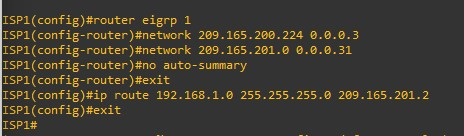 ISP1(config)#router eigrp 1
ISP1(config-router)#network 209.165.200.224 0.0.0.3
ISP1(config-router)#network 209.165.201.0 0.0.0.31
ISP1(config-router)#no auto-summary
ISP1(config-router)#exit
ISP1(config)#ip route 192.168.1.0 255.255.255.0 209.165.201.2
ISP1(config)#exit
ISP1#